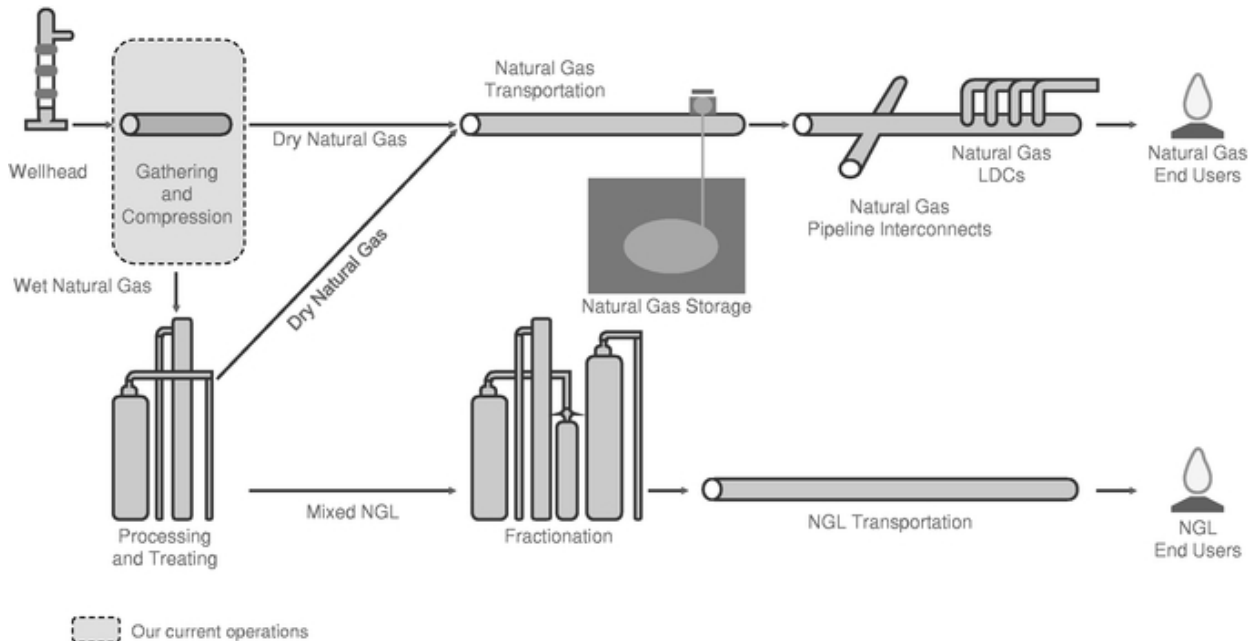 Natural Gas
Transportation
Dry Natural Gas
Wellhead
Gathering
and
Compression
Natural Gas
LDCs
Natural Gas
End Users
Natural Gas
Pipeline Interconnects
Wet Natural Gas
Dry Natural Gas
Natural Gas Storage
Mixed NGL
Processing
and Treating
Fractionation
NGL Transportation
NGL
End Users
Our current operations